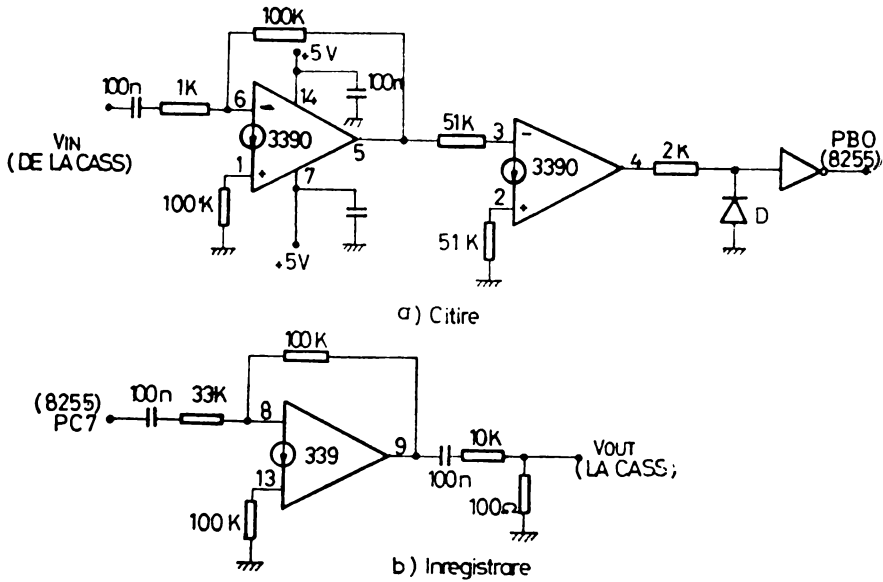 100K
+5V
100n
1K
6
-
14
100n
3390
VIN
(DE LA CASS)
1
+
5
7
100K
+5V
51K
3
-
3390
4
2K
PB0
(8255)
2
+
D
51K
a) Citire
100K
(8255)
PC7
100n
33K
8
339
9
13
100K
100n
10K
VOUT
(LA CASS;
100Ω
b) Inregistrare